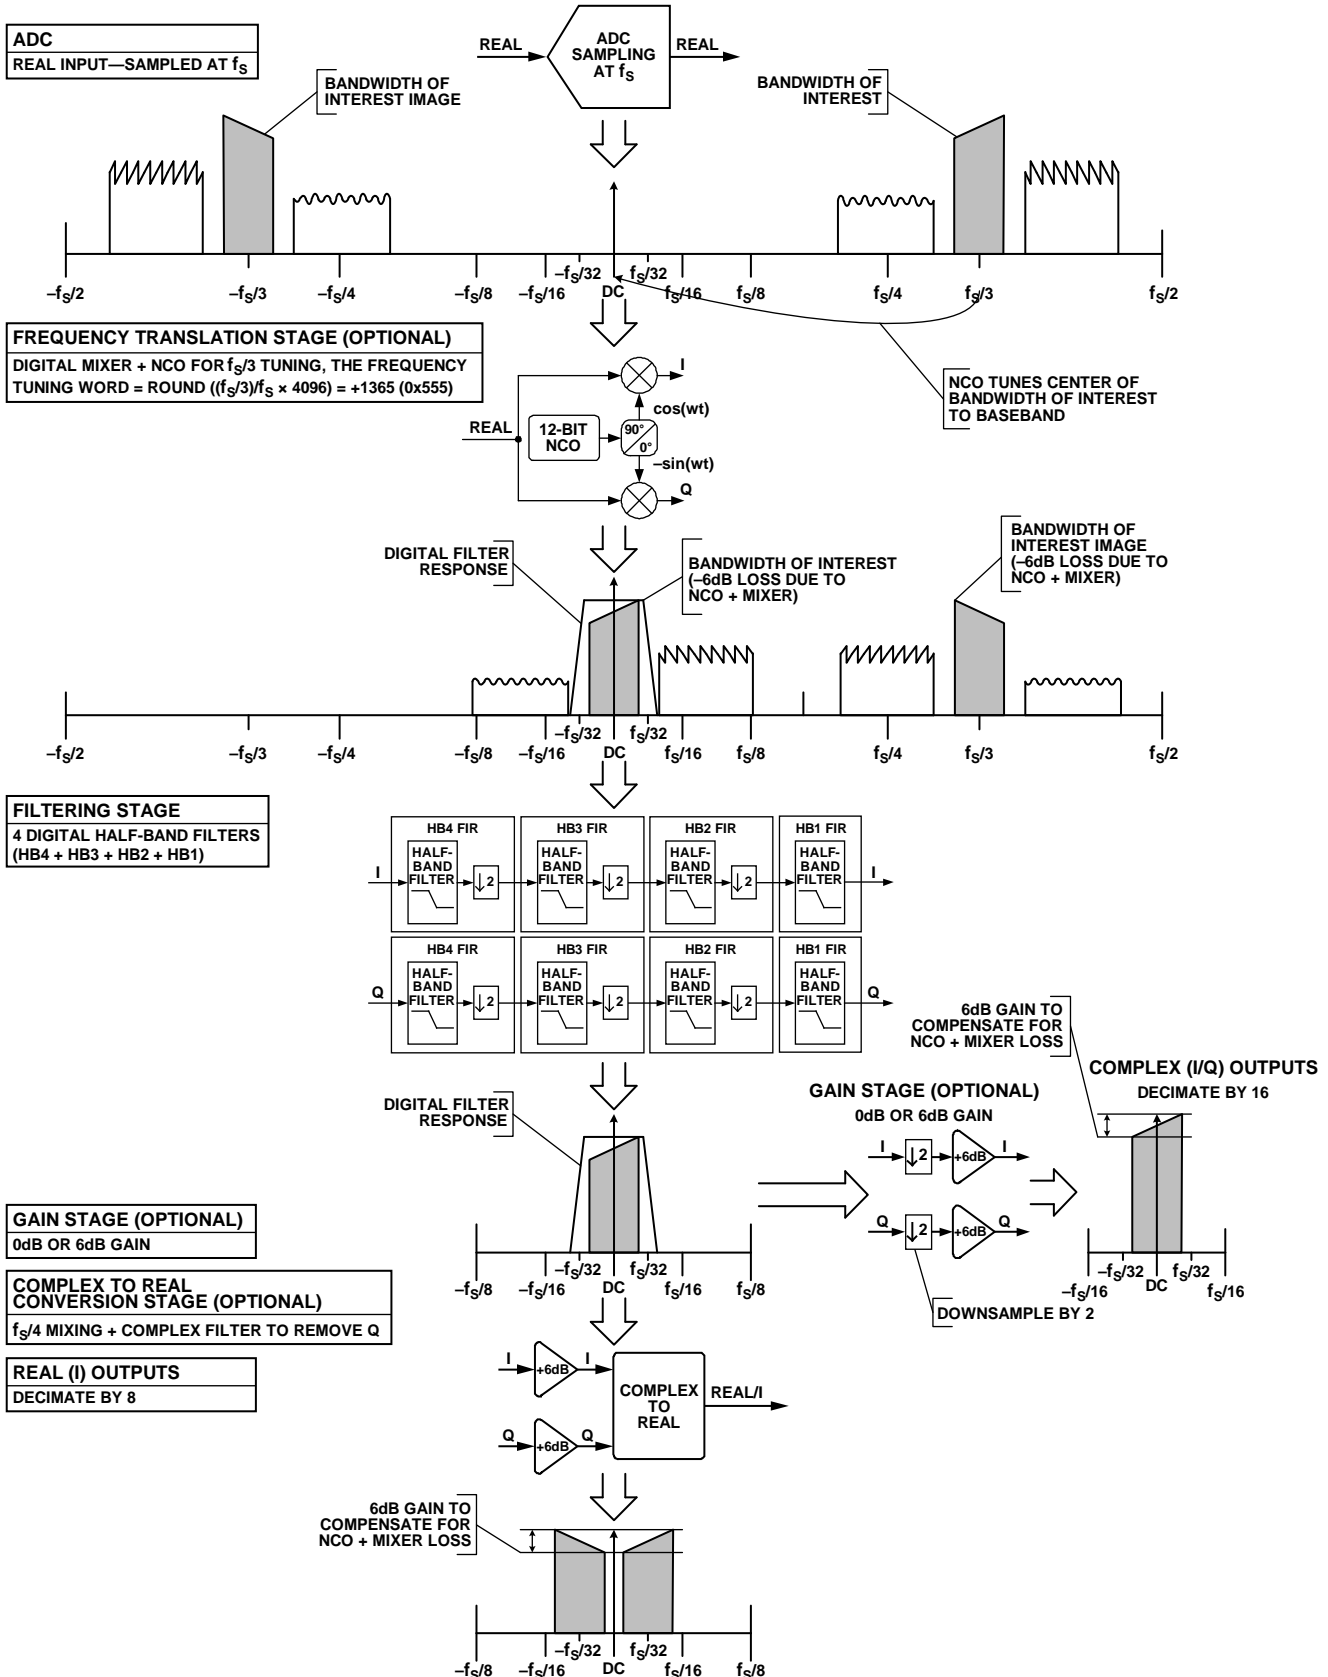 ADC
REAL INPUT—SAMPLED AT fS
REAL
ADC
SAMPLING
AT fS
REAL
BANDWIDTH OF
INTEREST IMAGE
BANDWIDTH OF
INTEREST
–fS/2
–fS/3
–fS/4
–fS/8
–fS/16
–fS/32
DC
fS/32
fS/16
fS/8
fS/4
fS/3
fS/2
FREQUENCY TRANSLATION STAGE (OPTIONAL)
DIGITAL MIXER + NCO FOR fS/3 TUNING, THE FREQUENCY
TUNING WORD = ROUND ((fS/3)/fS × 4096) = +1365 (0x555)
NCO TUNES CENTER OF
BANDWIDTH OF INTEREST
TO BASEBAND
I
cos(wt)
REAL
12-BIT
NCO
90°
0°
–sin(wt)
Q
DIGITAL FILTER
RESPONSE
BANDWIDTH OF INTEREST
(–6dB LOSS DUE TO
NCO + MIXER)
BANDWIDTH OF
INTEREST IMAGE
(–6dB LOSS DUE TO
NCO + MIXER)
–fS/2
–fS/3
–fS/4
–fS/8
–fS/16
–fS/32
DC
fS/32
fS/16
fS/8
fS/4
fS/3
fS/2
FILTERING STAGE
4 DIGITAL HALF-BAND FILTERS
(HB4 + HB3 + HB2 + HB1)
HB4 FIR
HB3 FIR
HB2 FIR
HB1 FIR
I
HALF-
BAND
FILTER
2
HALF-
BAND
FILTER
2
HALF-
BAND
FILTER
2
HALF-
BAND
FILTER
I
HB4 FIR
HB3 FIR
HB2 FIR
HB1 FIR
Q
HALF-
BAND
FILTER
2
HALF-
BAND
FILTER
2
HALF-
BAND
FILTER
2
HALF-
BAND
FILTER
Q
6dB GAIN TO
COMPENSATE FOR
NCO + MIXER LOSS
COMPLEX (I/Q) OUTPUTS
DECIMATE BY 16
GAIN STAGE (OPTIONAL)
0dB OR 6dB GAIN
DIGITAL FILTER
RESPONSE
I
2
+6dB
I
Q
2
+6dB
Q
DOWNSAMPLE BY 2
–fS/16
–fS/32
DC
fS/32
fS/16
GAIN STAGE (OPTIONAL)
0dB OR 6dB GAIN
–fS/8
–fS/16
–fS/32
DC
fS/32
fS/16
fS/8
COMPLEX TO REAL
CONVERSION STAGE (OPTIONAL)
fS/4 MIXING + COMPLEX FILTER TO REMOVE Q
REAL (I) OUTPUTS
DECIMATE BY 8
I
+6dB
I
Q
+6dB
Q
COMPLEX
TO
REAL
REAL/I
6dB GAIN TO
COMPENSATE FOR
NCO + MIXER LOSS
–fS/8
–fS/16
–fS/32
DC
fS/32
fS/16
fS/8